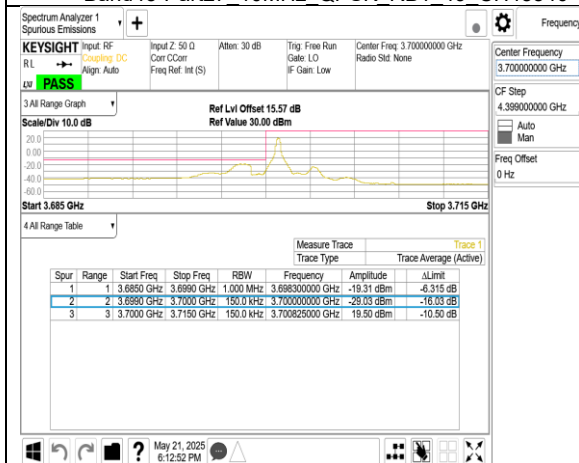 Spectrum Analyzer 1
Spurious Emissions
Frequency
KEYSIGHT Input: RF Input Z: 50 Ω Atten: 30 dB Trig: Free Run Center Freq: 3.700000000 GHz
RL Coupling: DC Corr CCorr Gate: LO Radio Std: None
Align: Auto Freq Ref: Int (S) IF Gain: Low
LXI PASS
Center Frequency
3.700000000 GHz
CF Step
4.399000000 GHz
Auto
Man
Freq Offset
0 Hz
3 All Range Graph
Ref Lvl Offset 15.57 dB
Scale/Div 10.0 dB Ref Value 30.00 dBm
20.0
0.00
-20.0
-40.0
-60.0
Start 3.685 GHz Stop 3.715 GHz
4 All Range Table
Measure Trace Trace 1
Trace Type Trace Average (Active)
Spur Range Start Freq Stop Freq RBW Frequency Amplitude ΔLimit
1 1 3.6850 GHz 3.6990 GHz 1.000 MHz 3.698300000 GHz -19.31 dBm -6.315 dB
2 2 3.6990 GHz 3.7000 GHz 150.0 kHz 3.700000000 GHz -29.03 dBm -16.03 dB
3 3 3.7000 GHz 3.7150 GHz 150.0 kHz 3.700825000 GHz 19.50 dBm -10.50 dB
May 21, 2025
6:12:52 PM